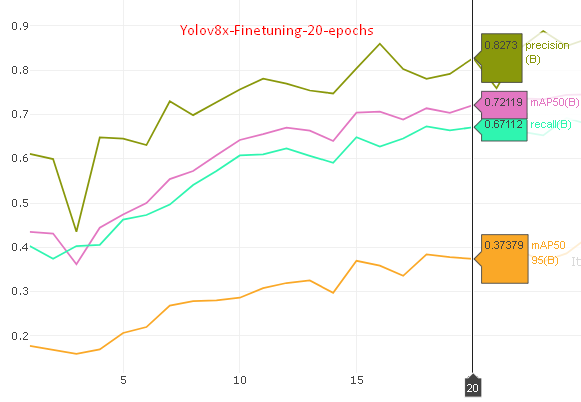 Yolov8x-Finetuning-20-epochs
0.9
0.8
0.7
0.6
0.5
0.4
0.3
0.2
0.8273 precision
(B)
0.72119 mAP50(B)
0.67112 recall(B)
0.37379 mAP50
95(B)
It
5
10
15
20